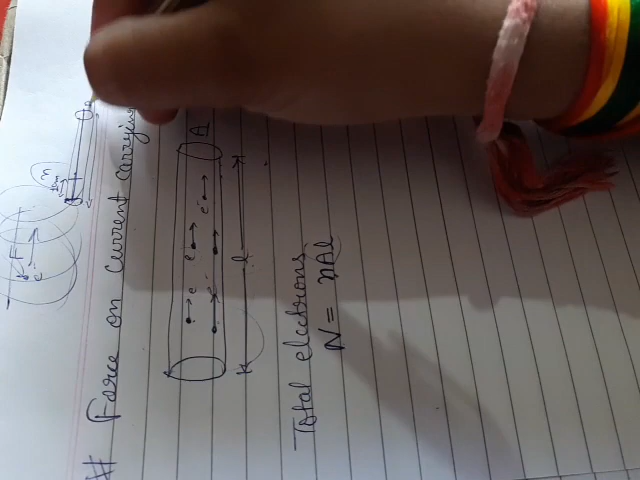 # Force on current carrying
A
e
e
e
l
Total electrons
N = nAl